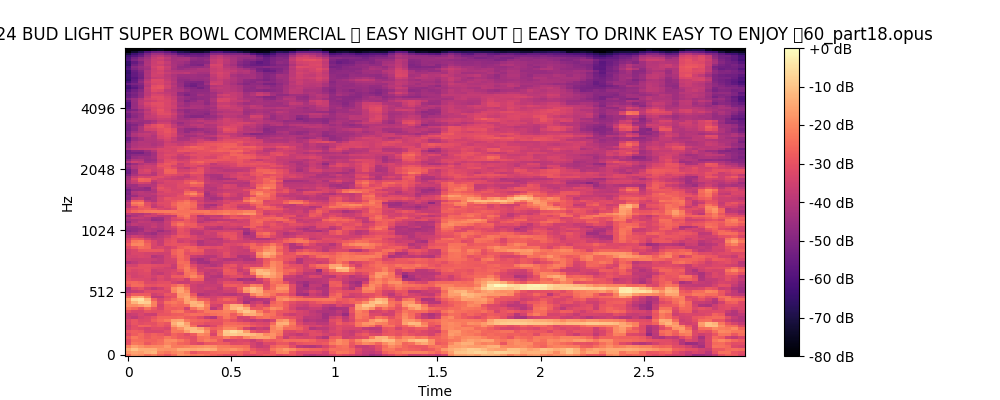 24 BUD LIGHT SUPER BOWL COMMERCIAL ▯ EASY NIGHT OUT ▯ EASY TO DRINK EASY TO ENJOY ▯60_part18.opus
+0 dB
4096
-10 dB
-20 dB
2048
-30 dB
Hz
1024
-40 dB
-50 dB
512
-60 dB
-70 dB
0
-80 dB
0 0.5 1 1.5 2 2.5
Time